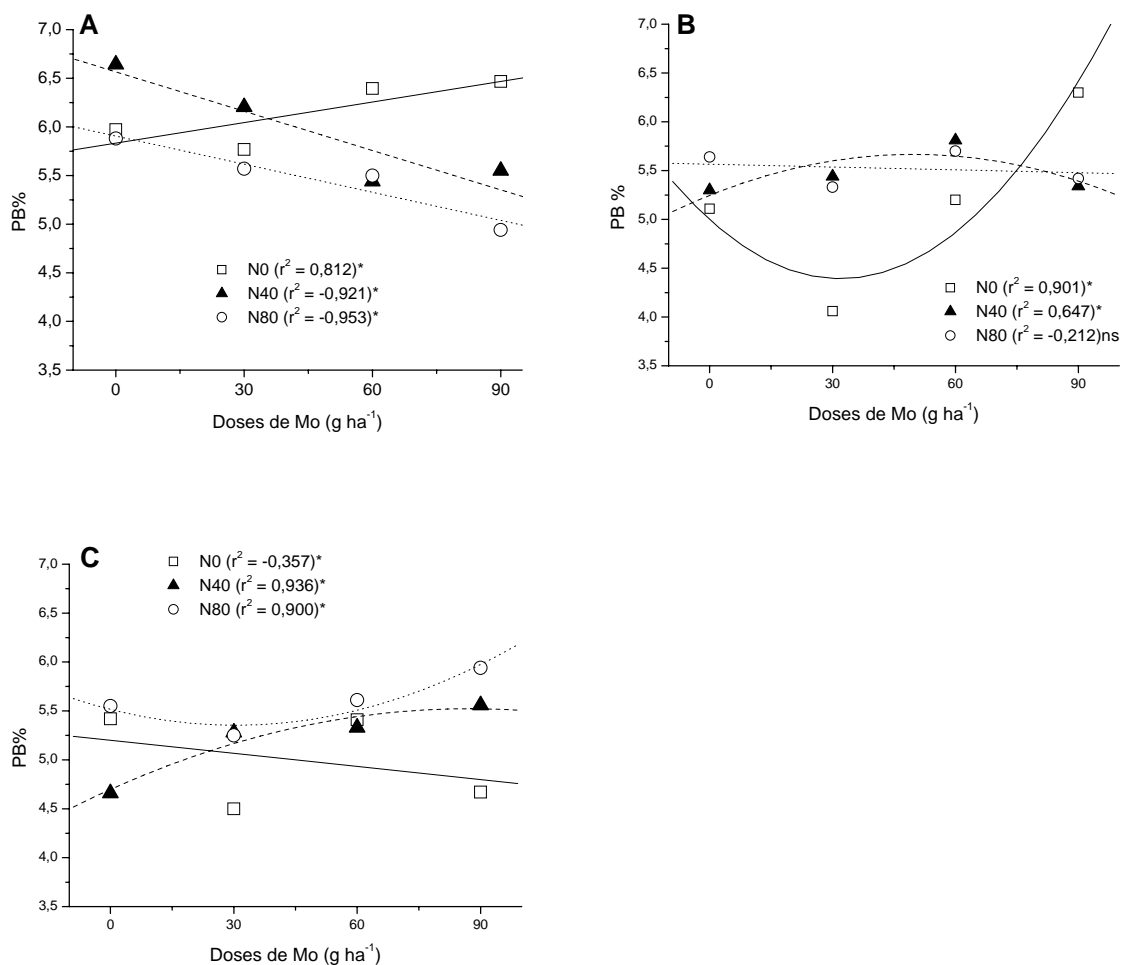 A
7,0
6,5
6,0
5,5
5,0
4,5
4,0
3,5
PB%
N0 (r² = 0,812)*
N40 (r² = -0,921)*
N80 (r² = -0,953)*
0 30 60 90
Doses de Mo (g ha⁻¹)
B
7,0
6,5
6,0
5,5
5,0
4,5
4,0
3,5
PB %
N0 (r² = 0,901)*
N40 (r² = 0,647)*
N80 (r² = -0,212)ns
0 30 60 90
Doses de Mo (g ha⁻¹)
C
N0 (r² = -0,357)*
N40 (r² = 0,936)*
N80 (r² = 0,900)*
7,0
6,5
6,0
5,5
5,0
4,5
4,0
3,5
PB%
0 30 60 90
Doses de Mo (g ha⁻¹)